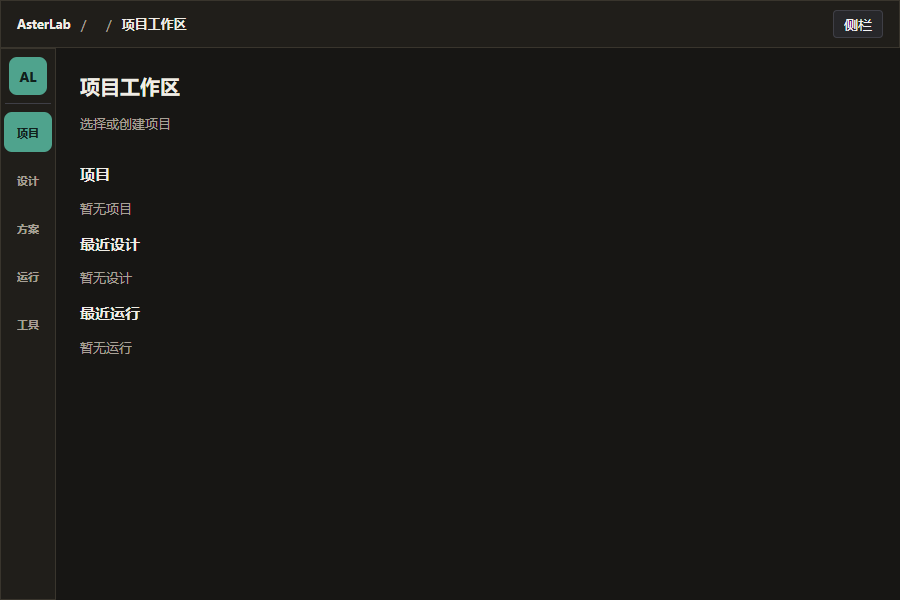 AsterLab / / 项目工作区
侧栏
AL
项目
设计
方案
运行
工具
项目工作区
选择或创建项目
项目
暂无项目
最近设计
暂无设计
最近运行
暂无运行